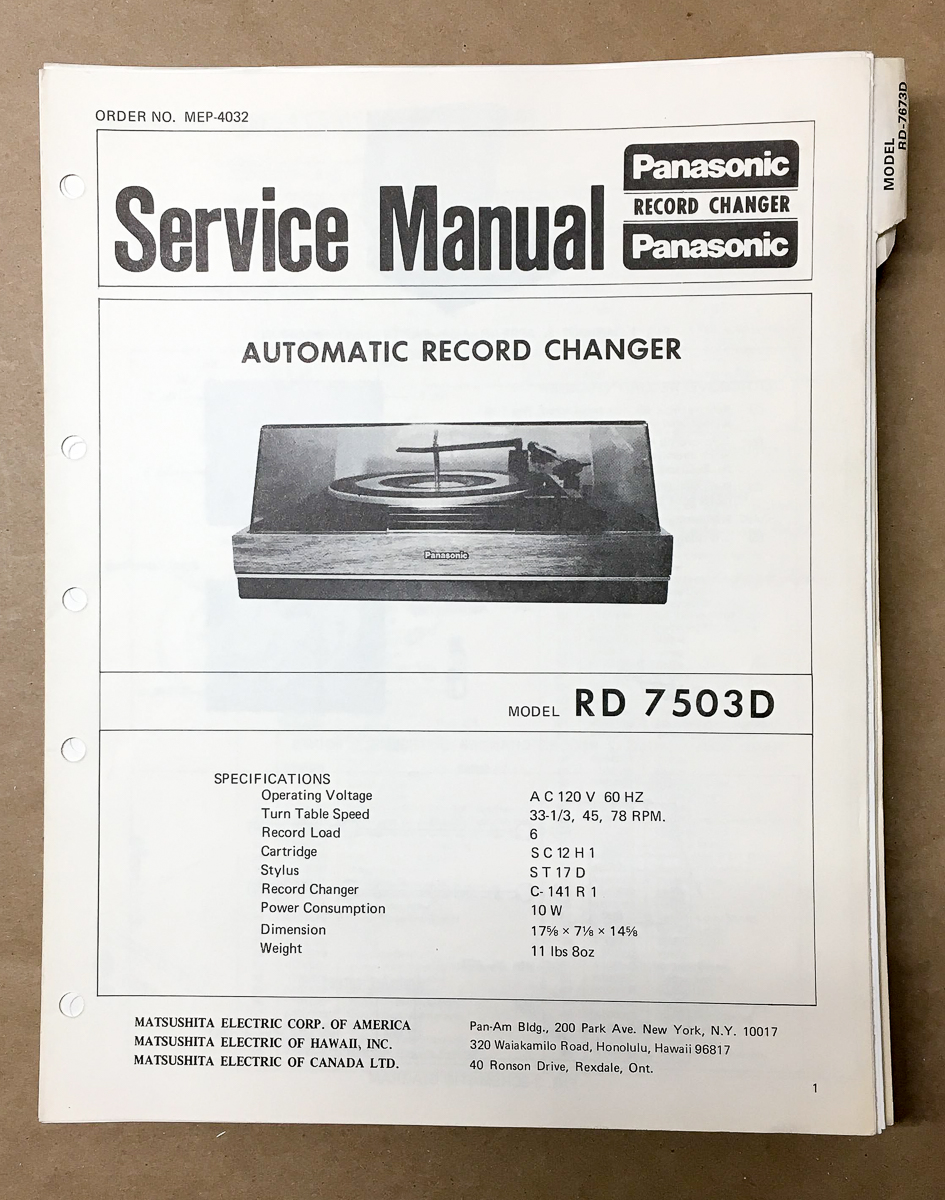 ORDER NO. MEP-4032
MODEL
RD-7673D
Service Manual
Panasonic
RECORD CHANGER
Panasonic
AUTOMATIC RECORD CHANGER
Panasonic
MODEL RD 7503D
SPECIFICATIONS
Operating Voltage AC 120 V 60 HZ
Turn Table Speed 33-1/3, 45, 78 RPM.
Record Load 6
Cartridge SC 12 H 1
Stylus ST 17 D
Record Changer C-141 R 1
Power Consumption 10 W
Dimension 17⅝ × 7⅛ × 14⅝
Weight 11 lbs 8oz
MATSUSHITA ELECTRIC CORP. OF AMERICA Pan-Am Bldg., 200 Park Ave. New York, N.Y. 10017
MATSUSHITA ELECTRIC OF HAWAII, INC. 320 Waiakamilo Road, Honolulu, Hawaii 96817
MATSUSHITA ELECTRIC OF CANADA LTD. 40 Ronson Drive, Rexdale, Ont.
1